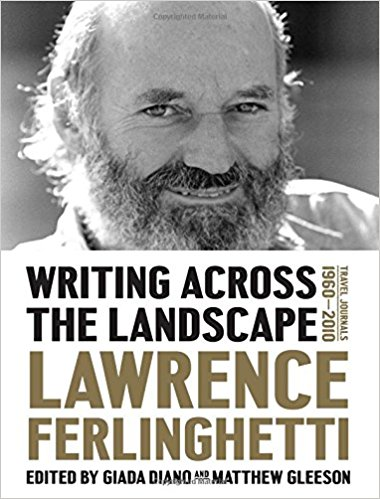 WRITING ACROSS
THE LANDSCAPE
TRAVEL JOURNALS
1960–2010
LAWRENCE
FERLINGHETTI
EDITED BY GIADA DIANO AND MATTHEW GLEESON